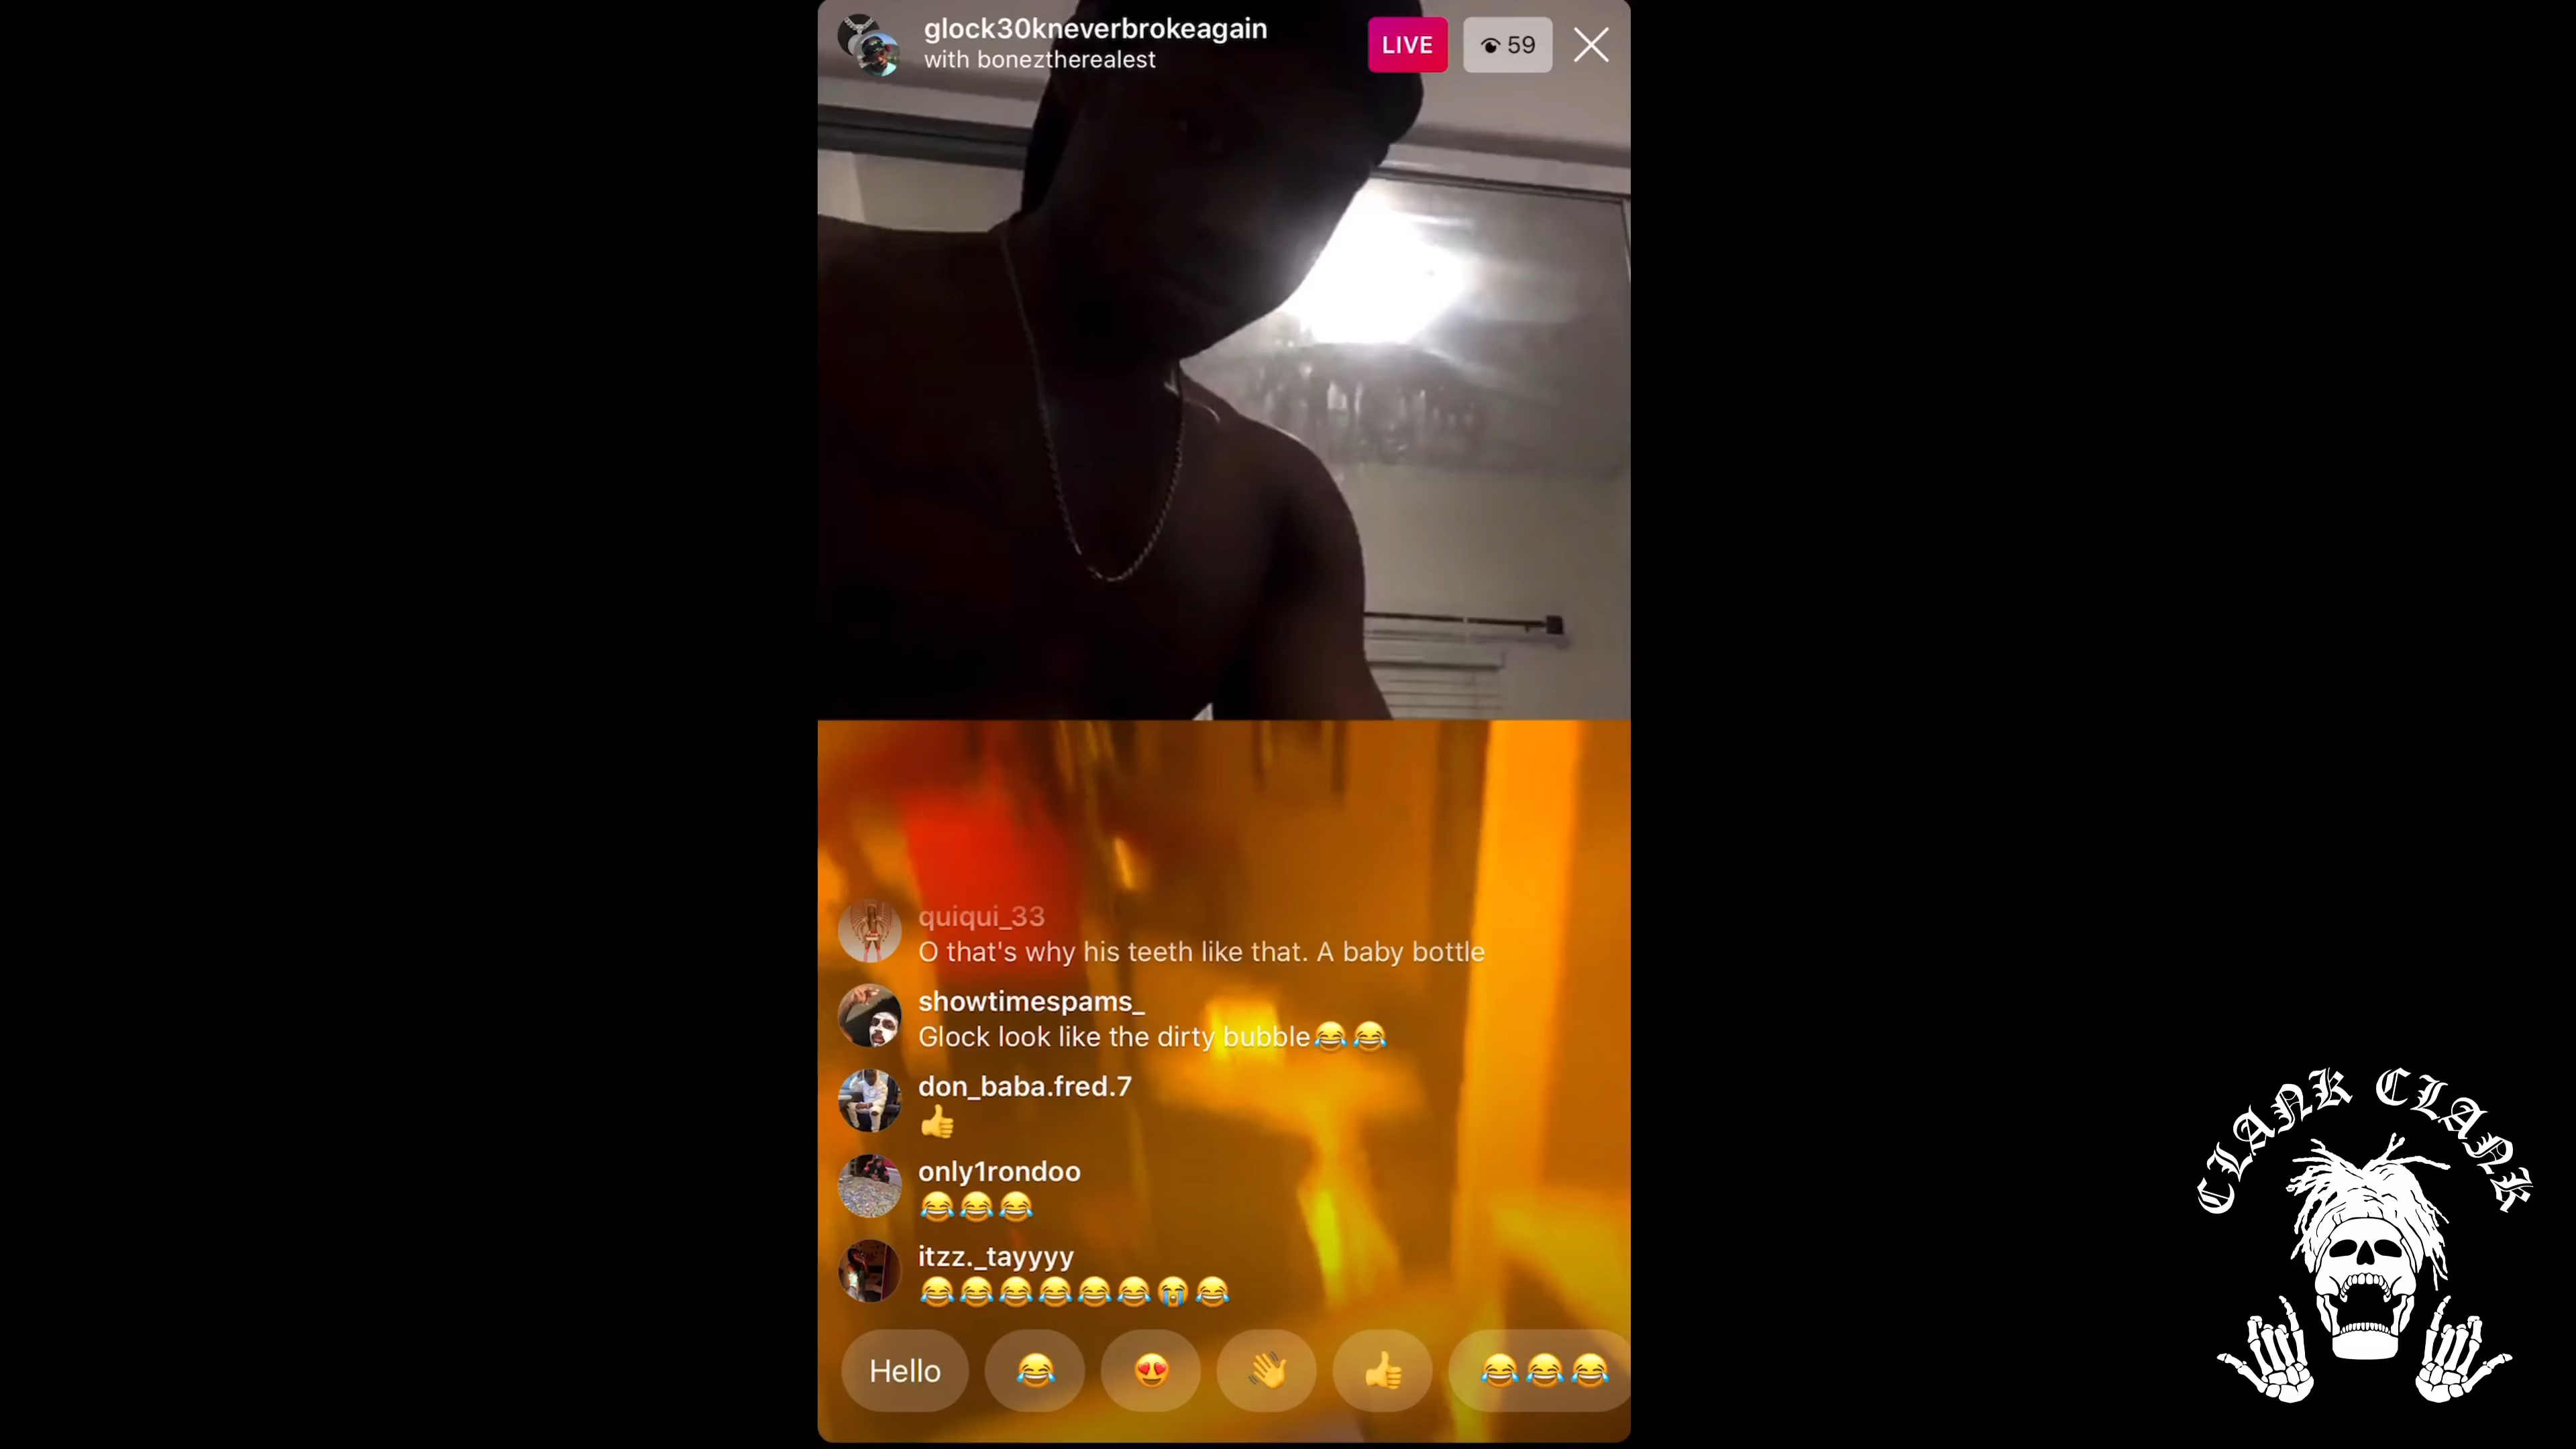 glock30kneverbrokeagain
with boneztherealest
LIVE
59
quiqui_33
O that's why his teeth like that. A baby bottle
showtimespams_
Glock look like the dirty bubble😂😂
don_baba.fred.7
👍
only1rondoo
😂😂😂
itzz._tayyyy
😂😂😂😂😂😂😭😂
Hello 😂 😍 👋 👍 😂😂😂
CLANK CLANK